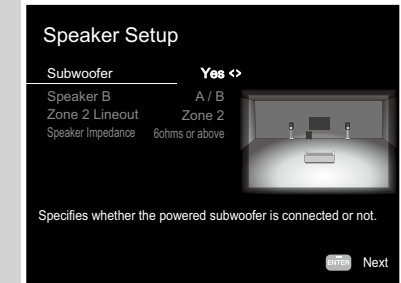 Speaker Setup
Subwoofer Yes <>
Speaker B A / B
Zone 2 Lineout Zone 2
Speaker Impedance 6ohms or above
Specifies whether the powered subwoofer is connected or not.
ENTER Next